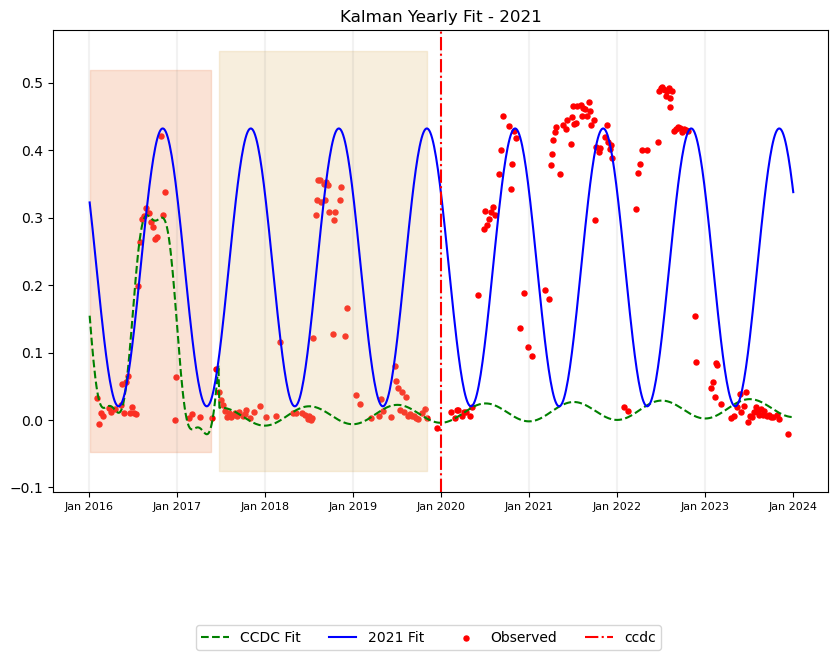 Kalman Yearly Fit - 2021
0.5
0.4
0.3
0.2
0.1
0.0
−0.1
Jan 2016 Jan 2017 Jan 2018 Jan 2019 Jan 2020 Jan 2021 Jan 2022 Jan 2023 Jan 2024
CCDC Fit 2021 Fit Observed ccdc